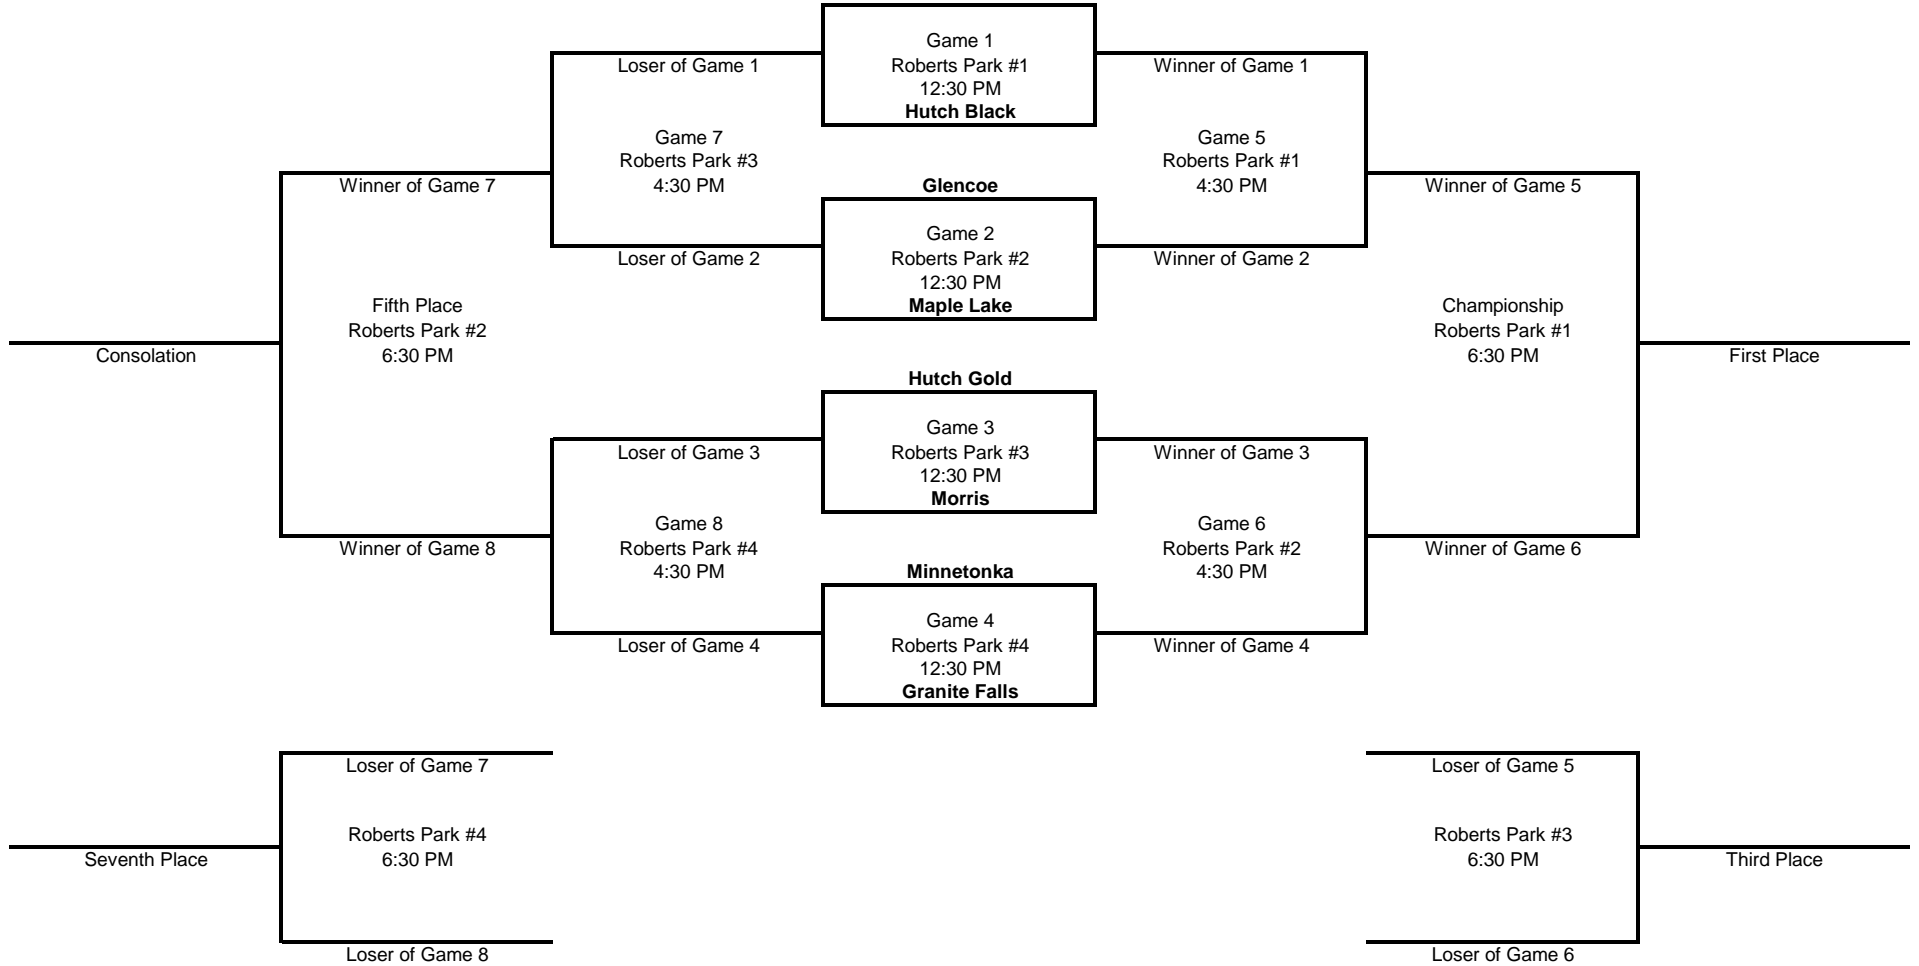 Game 1
Loser of Game 1
Roberts Park #1
Winner of Game 1
12:30 PM
Hutch Black
Game 7
Game 5
Roberts Park #3
Roberts Park #1
Winner of Game 7
4:30 PM
Glencoe
4:30 PM
Winner of Game 5
Game 2
Loser of Game 2
Roberts Park #2
Winner of Game 2
12:30 PM
Fifth Place
Maple Lake
Championship
Roberts Park #2
Roberts Park #1
Consolation
6:30 PM
6:30 PM
First Place
Hutch Gold
Game 3
Loser of Game 3
Roberts Park #3
Winner of Game 3
12:30 PM
Morris
Game 8
Game 6
Winner of Game 8
Roberts Park #4
Roberts Park #2
Winner of Game 6
4:30 PM
Minnetonka
4:30 PM
Game 4
Loser of Game 4
Roberts Park #4
Winner of Game 4
12:30 PM
Granite Falls
Loser of Game 7
Loser of Game 5
Roberts Park #4
Roberts Park #3
Seventh Place
6:30 PM
6:30 PM
Third Place
Loser of Game 8
Loser of Game 6